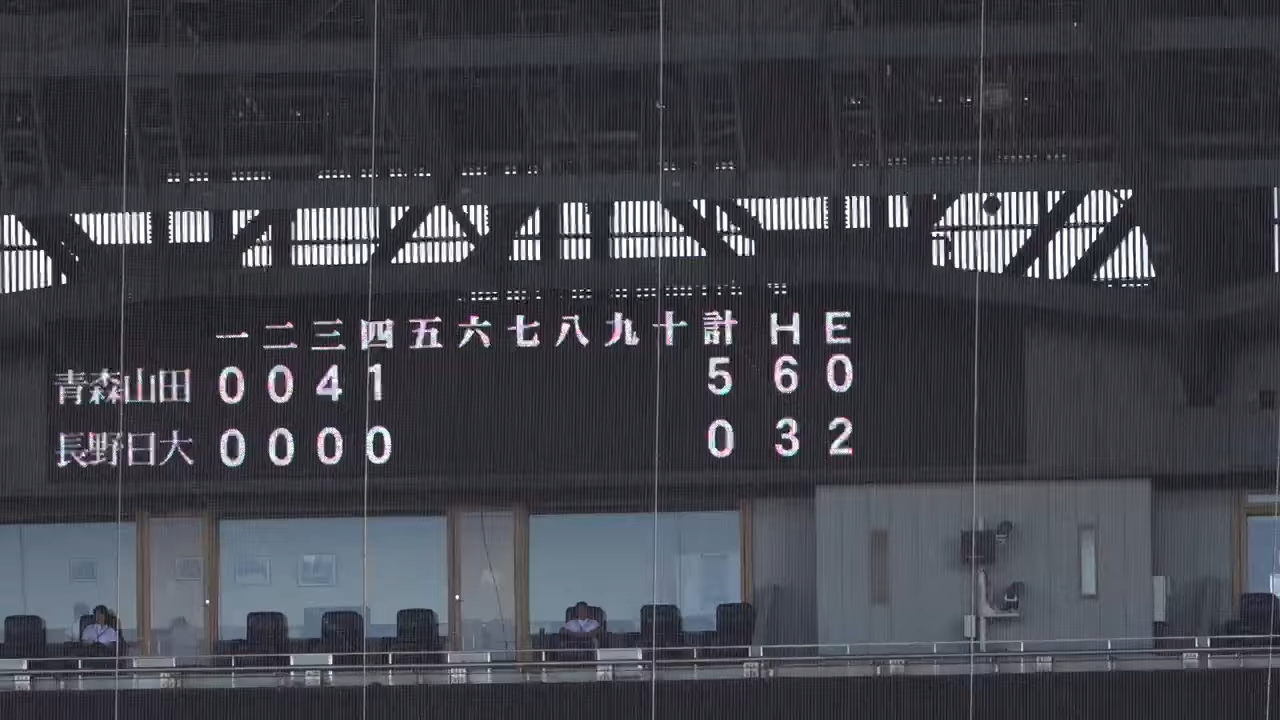 一 二 三 四 五 六 七 八 九 十 計 H E
青森山田 0 0 4 1 5 6 0
長野日大 0 0 0 0 0 3 2